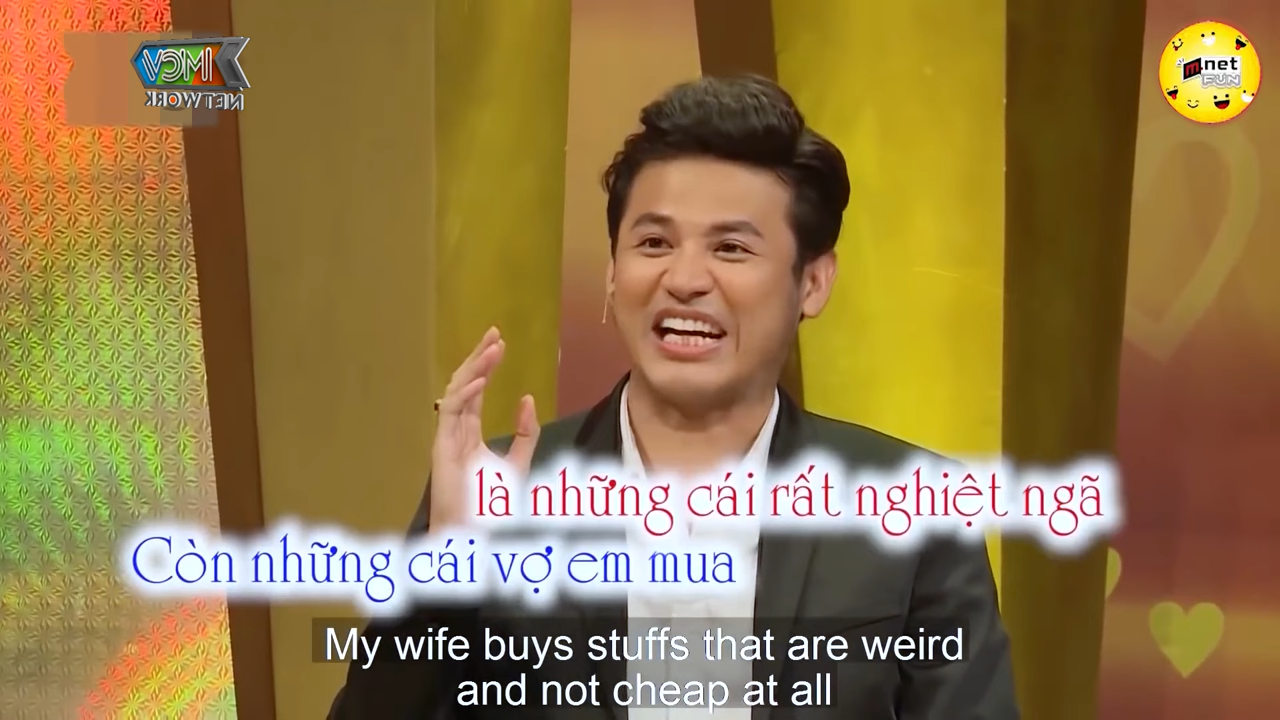 MCV
NETWORK
m.net
FUN
là những cái rất nghiệt ngã
Còn những cái vợ em mua
My wife buys stuffs that are weird
and not cheap at all